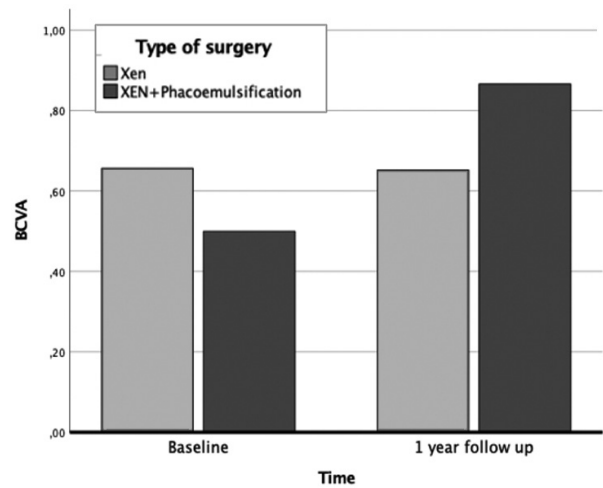 1,00
,80
,60
,40
,20
,00
BCVA
Type of surgery
Xen
XEN+Phacoemulsification
Baseline
1 year follow up
Time